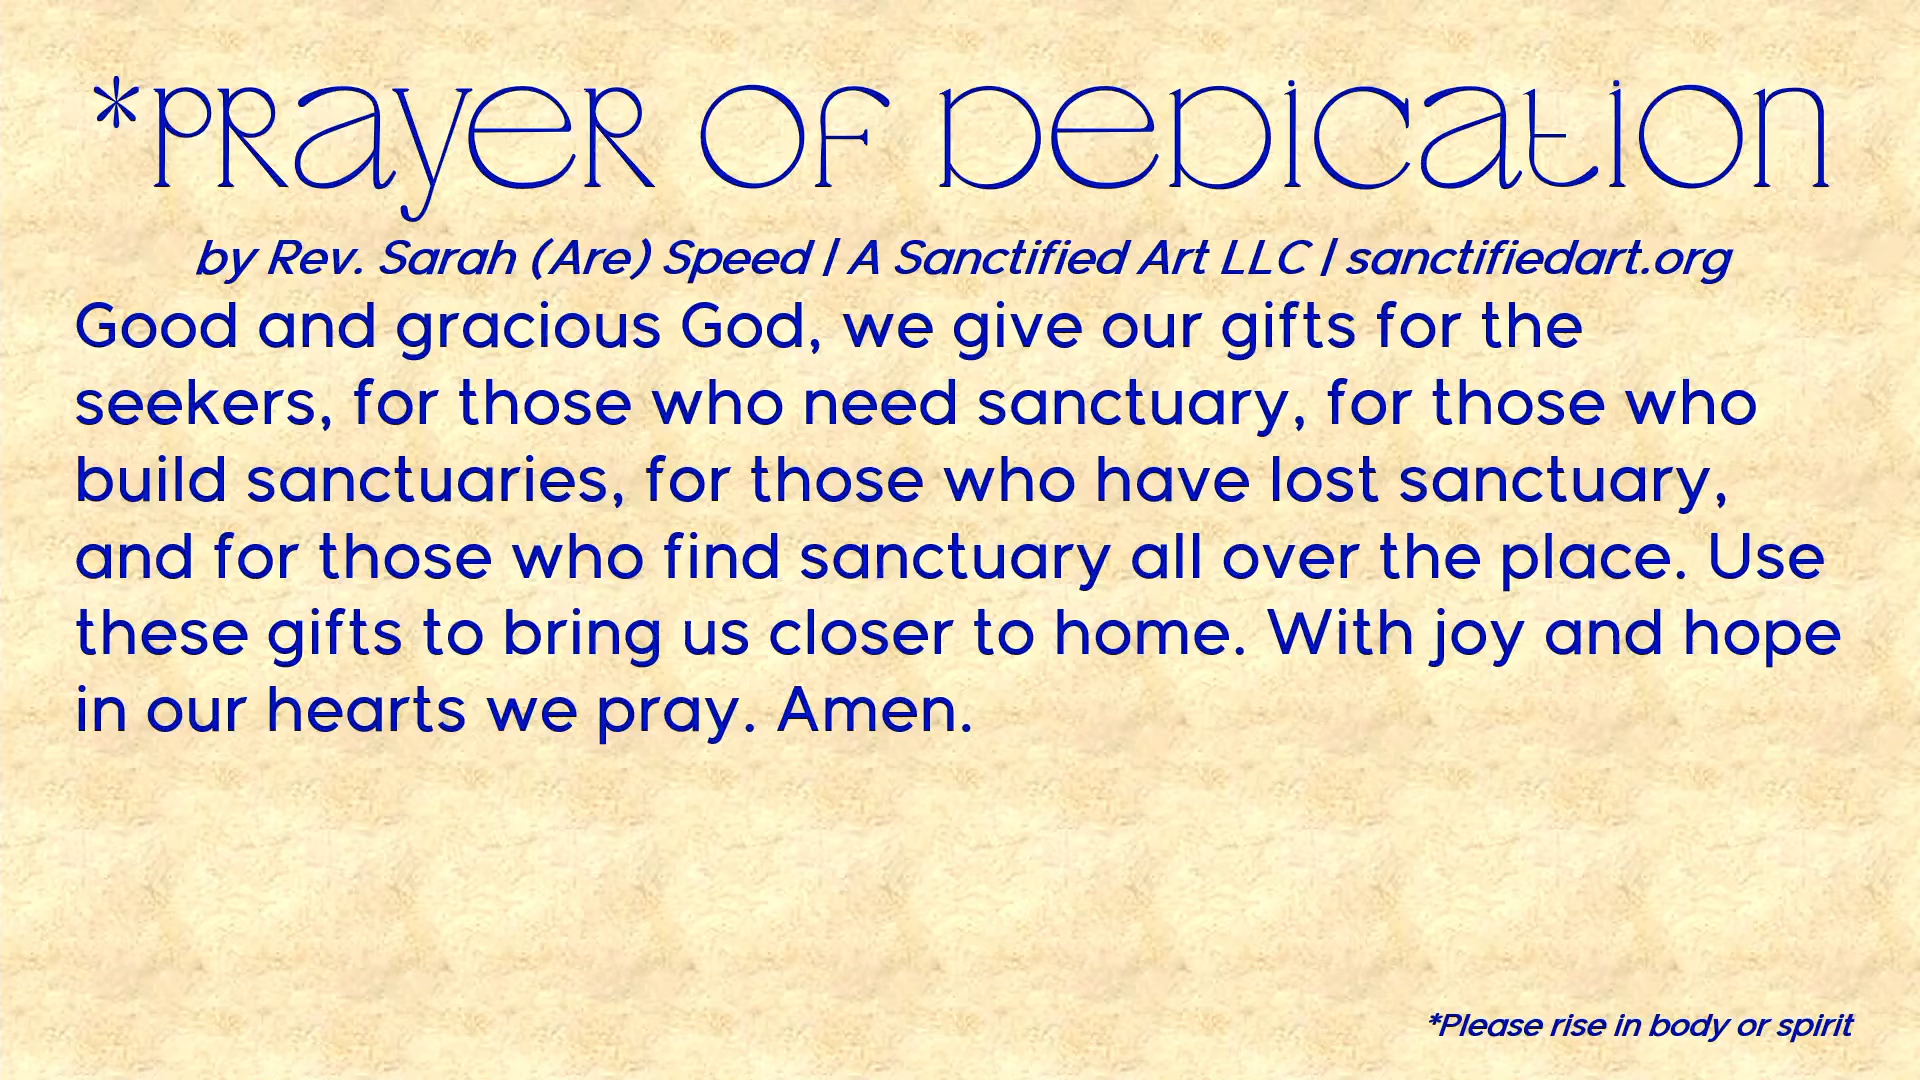 *Prayer of Dedication
by Rev. Sarah (Are) Speed | A Sanctified Art LLC | sanctifiedart.org
Good and gracious God, we give our gifts for the
seekers, for those who need sanctuary, for those who
build sanctuaries, for those who have lost sanctuary,
and for those who find sanctuary all over the place. Use
these gifts to bring us closer to home. With joy and hope
in our hearts we pray. Amen.
*Please rise in body or spirit